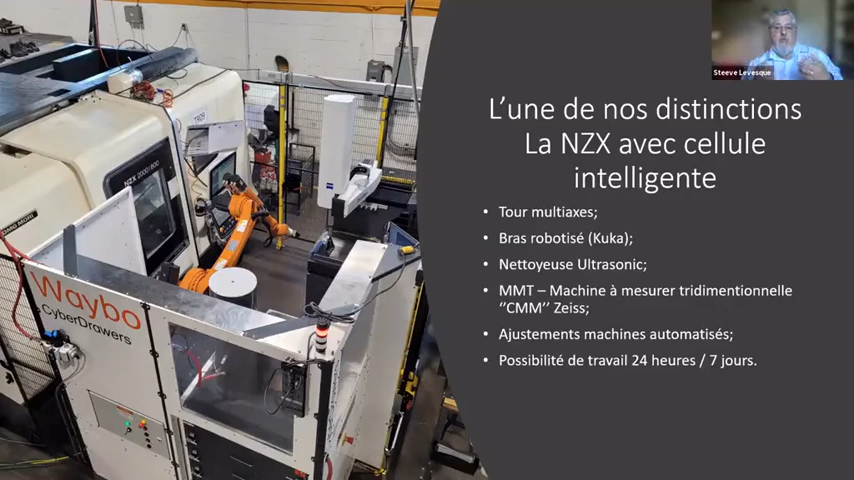 Steeve Levesque
L’une de nos distinctions
La NZX avec cellule
intelligente
• Tour multiaxes;
• Bras robotisé (Kuka);
• Nettoyeuse Ultrasonic;
• MMT – Machine à mesurer tridimentionnelle
‘’CMM’’ Zeiss;
• Ajustements machines automatisés;
• Possibilité de travail 24 heures / 7 jours.
NZX 2000/800
DMG MORI
Waybo
CyberDrawers